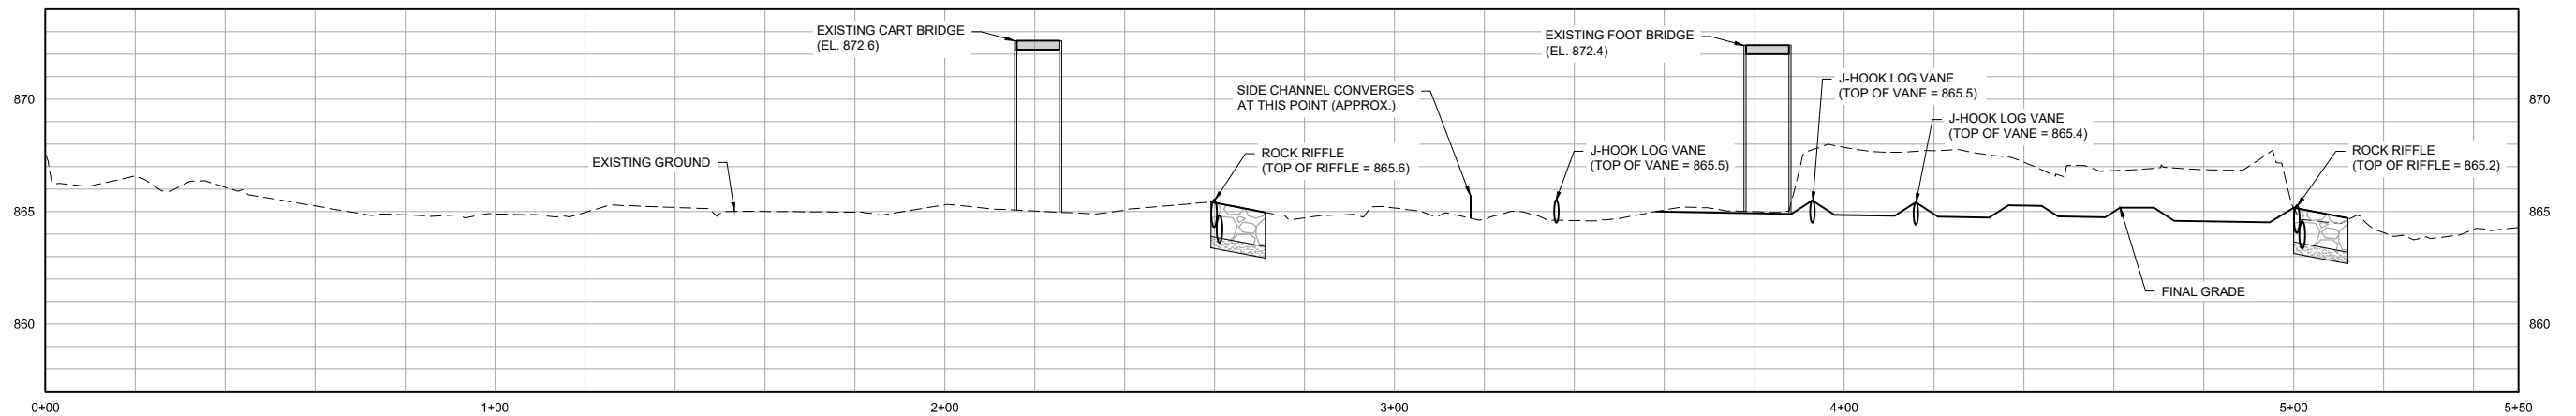 EXISTING CART BRIDGE
(EL. 872.6)
EXISTING FOOT BRIDGE
(EL. 872.4)
J-HOOK LOG VANE
(TOP OF VANE = 865.5)
SIDE CHANNEL CONVERGES
AT THIS POINT (APPROX.)
870
870
J-HOOK LOG VANE
(TOP OF VANE = 865.4)
EXISTING GROUND
ROCK RIFFLE
(TOP OF RIFFLE = 865.6)
J-HOOK LOG VANE
(TOP OF VANE = 865.5)
ROCK RIFFLE
(TOP OF RIFFLE = 865.2)
865
865
FINAL GRADE
860
860
0+00
1+00
2+00
3+00
4+00
5+00
5+50